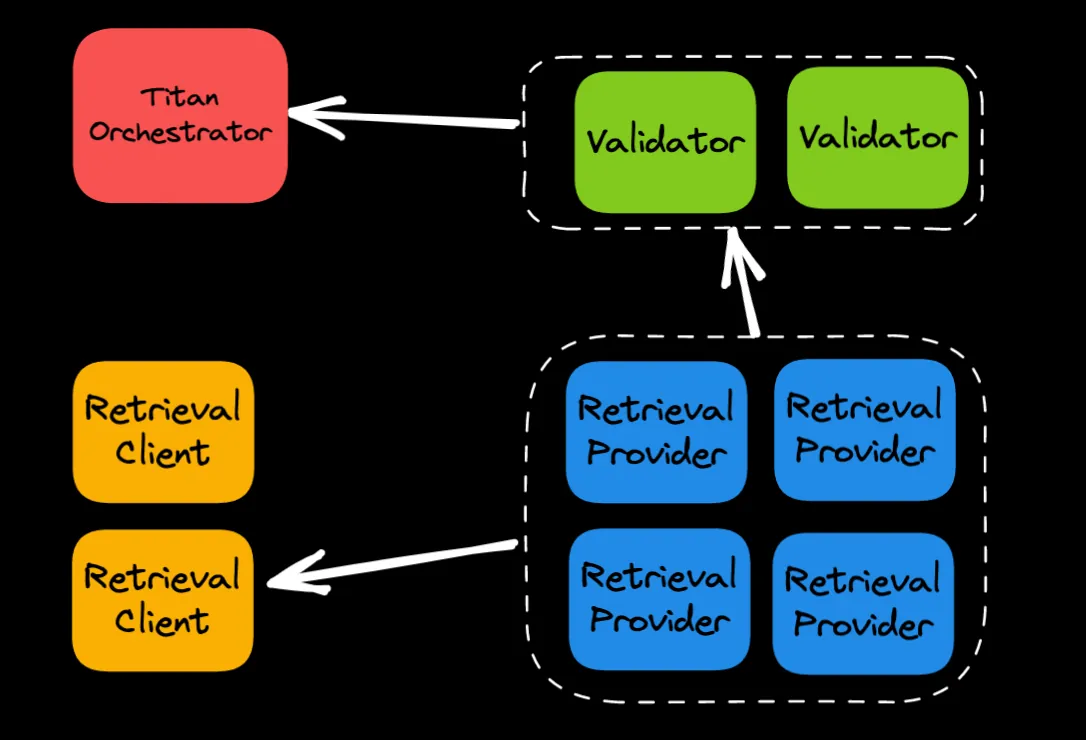 Titan
Orchestrator
Validator
Validator
Retrieval
Client
Retrieval
Provider
Retrieval
Provider
Retrieval
Client
Retrieval
Provider
Retrieval
Provider